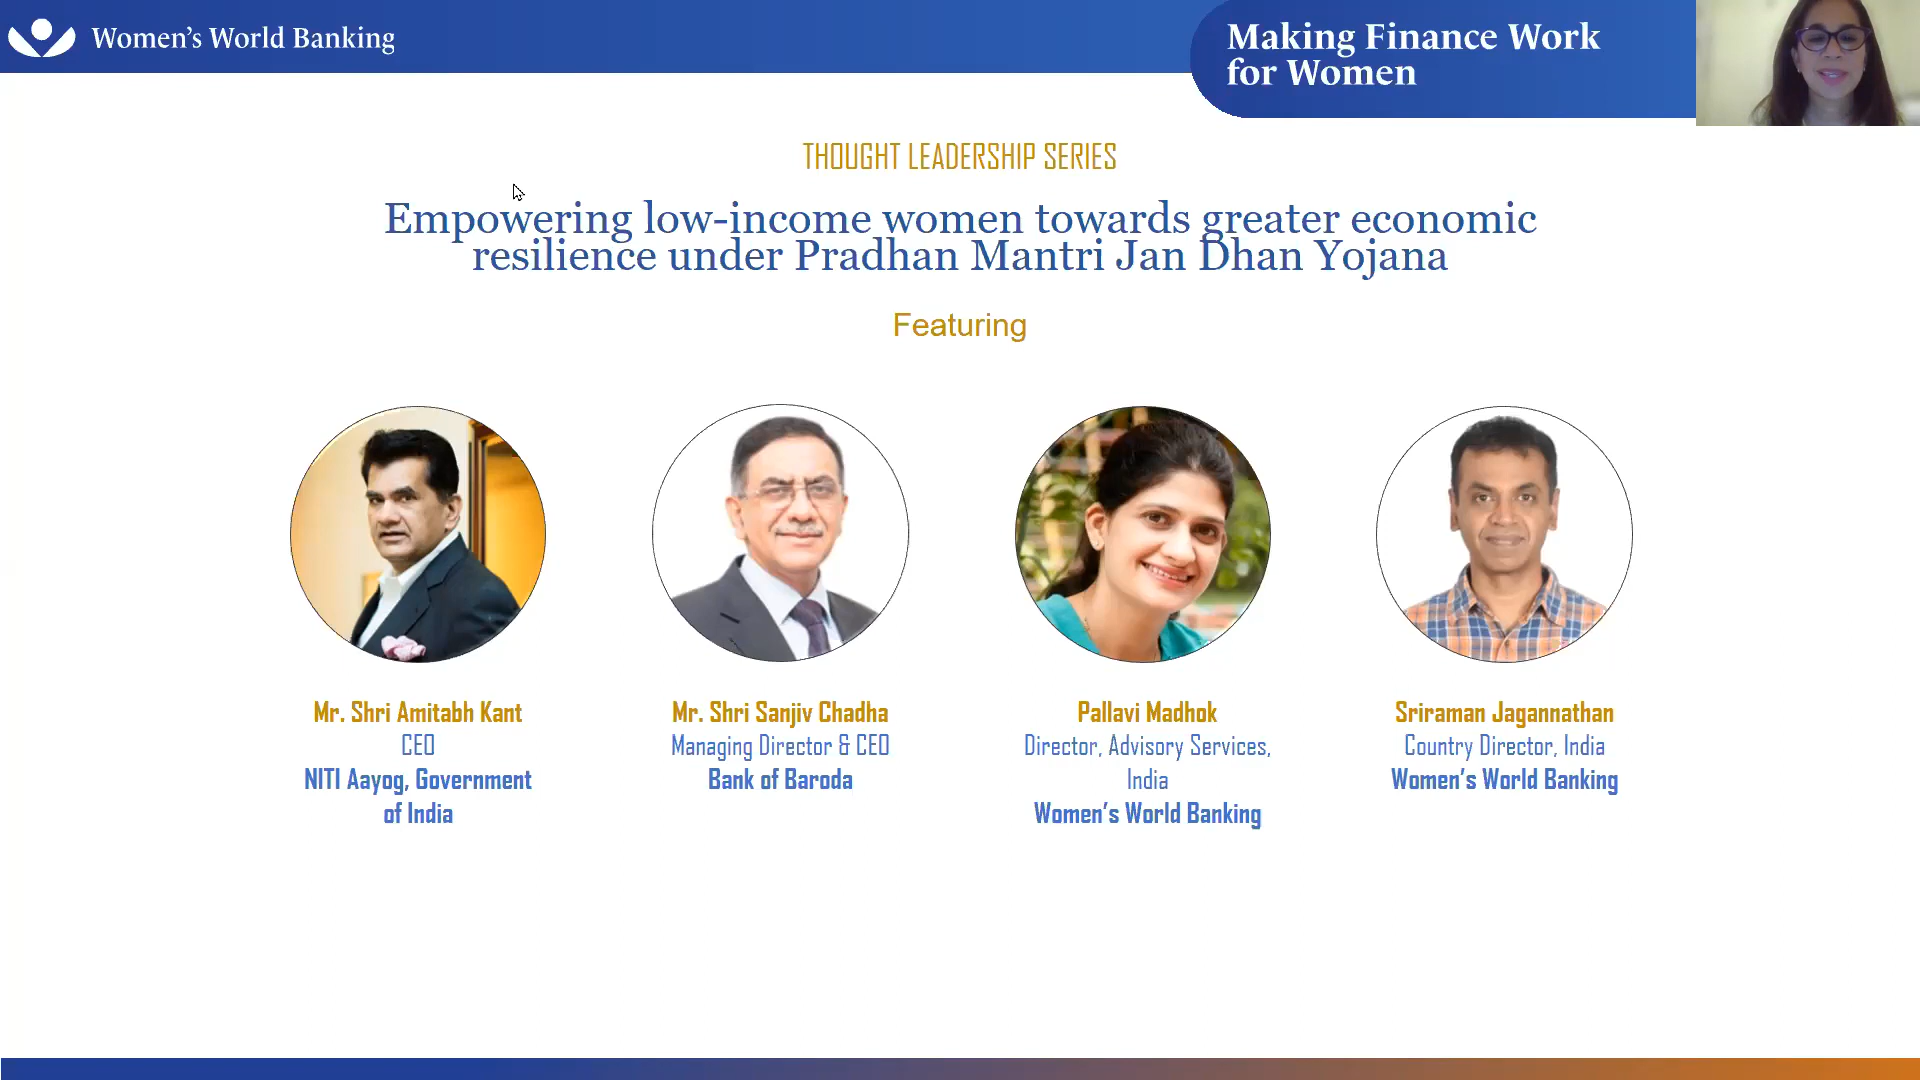 Women's World Banking
Making Finance Work
for Women
THOUGHT LEADERSHIP SERIES
Empowering low-income women towards greater economic
resilience under Pradhan Mantri Jan Dhan Yojana
Featuring
Mr. Shri Amitabh Kant
CEO
NITI Aayog, Government
of India
Mr. Shri Sanjiv Chadha
Managing Director & CEO
Bank of Baroda
Pallavi Madhok
Director, Advisory Services,
India
Women's World Banking
Sriraman Jagannathan
Country Director, India
Women's World Banking